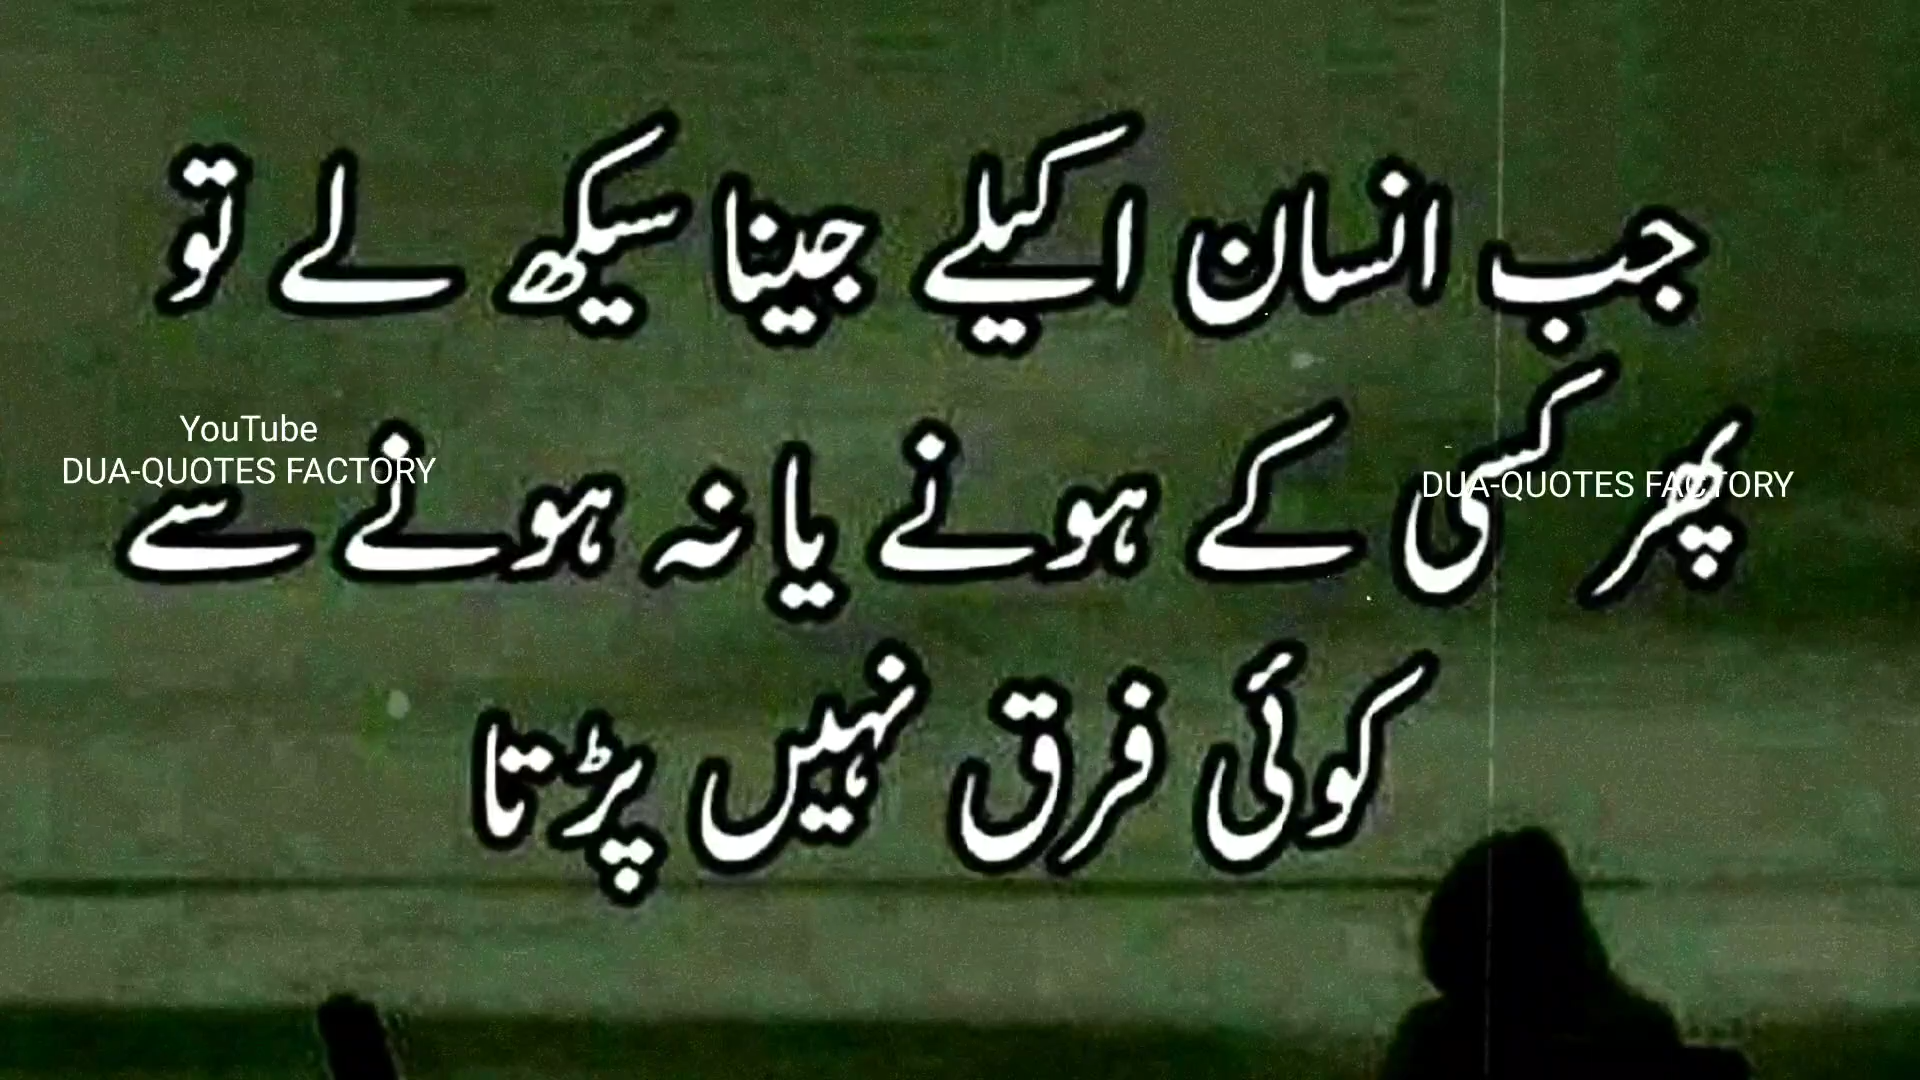 جب انسان اکیلے جینا سیکھ لے تو
پھر کسی کے ہونے یا نہ ہونے سے
کوئی فرق نہیں پڑتا
YouTube
DUA-QUOTES FACTORY
DUA-QUOTES FACTORY